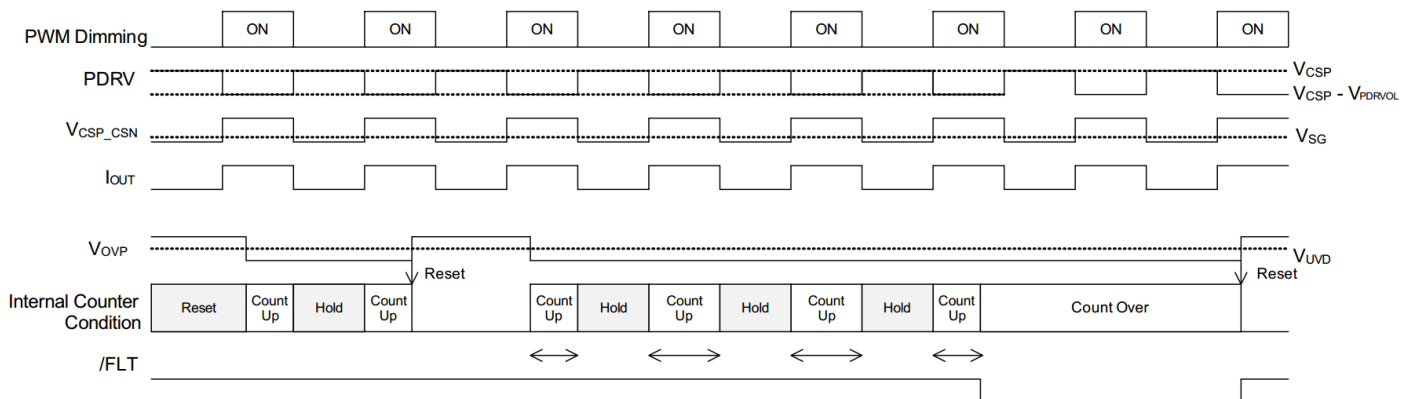 PWM Dimming ON ON ON ON ON ON ON ON
PDRV
VCSP
VCSP - VPDRVOL
VCSP_CSN VSG
IOUT
VOVP VUVD
Reset Reset
Internal Counter Condition
Reset Count Up Hold Count Up Count Up Hold Count Up Hold Count Up Hold Count Up Count Over
/FLT